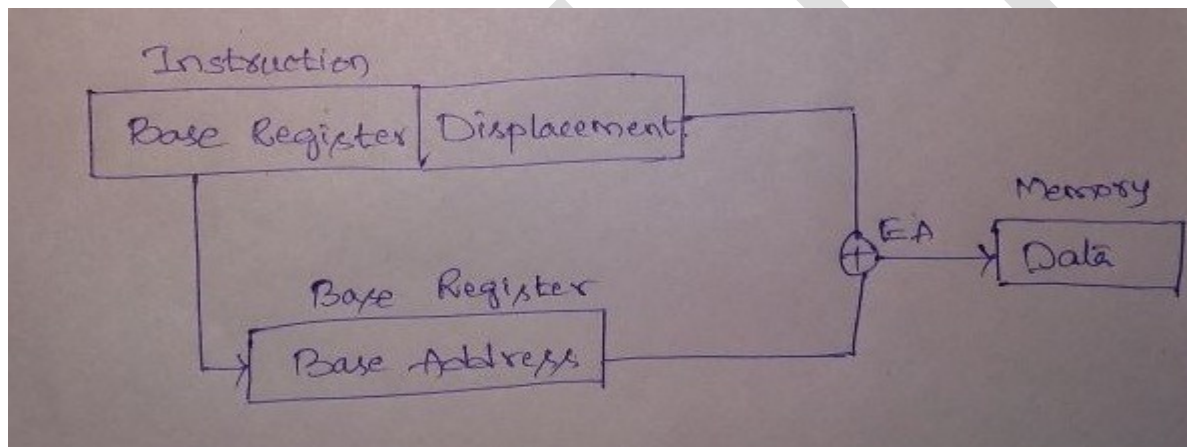 Instruction
Base Register Displacement
EA
Memory
Data
Base Register
Base Address